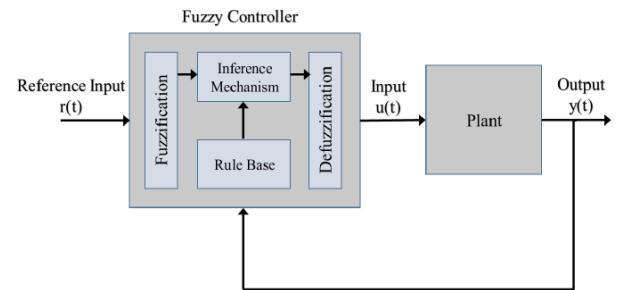 Fuzzy Controller
Reference Input
r(t)
Fuzzification
Inference
Mechanism
Rule Base
Defuzzification
Input
u(t)
Plant
Output
y(t)